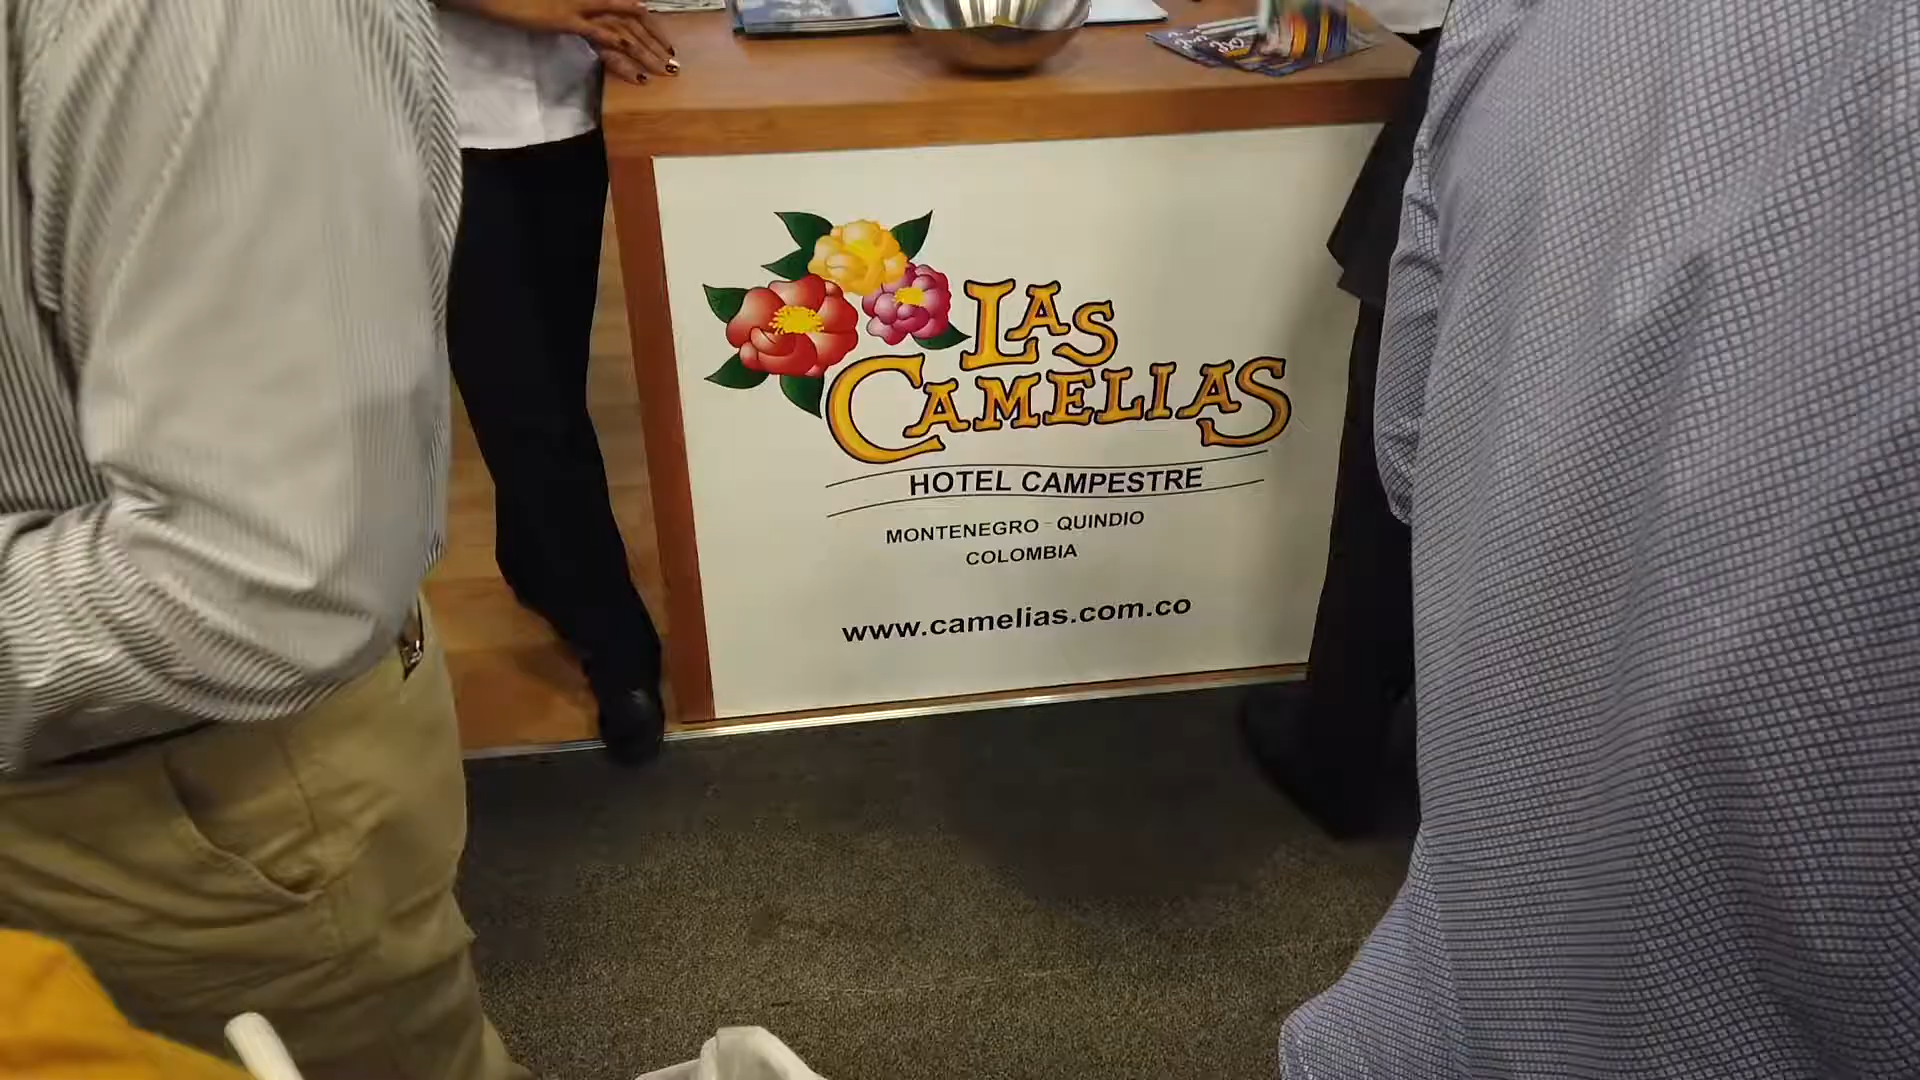 LAS
CAMELIAS
HOTEL CAMPESTRE
MONTENEGRO - QUINDIO
COLOMBIA
www.camelias.com.co